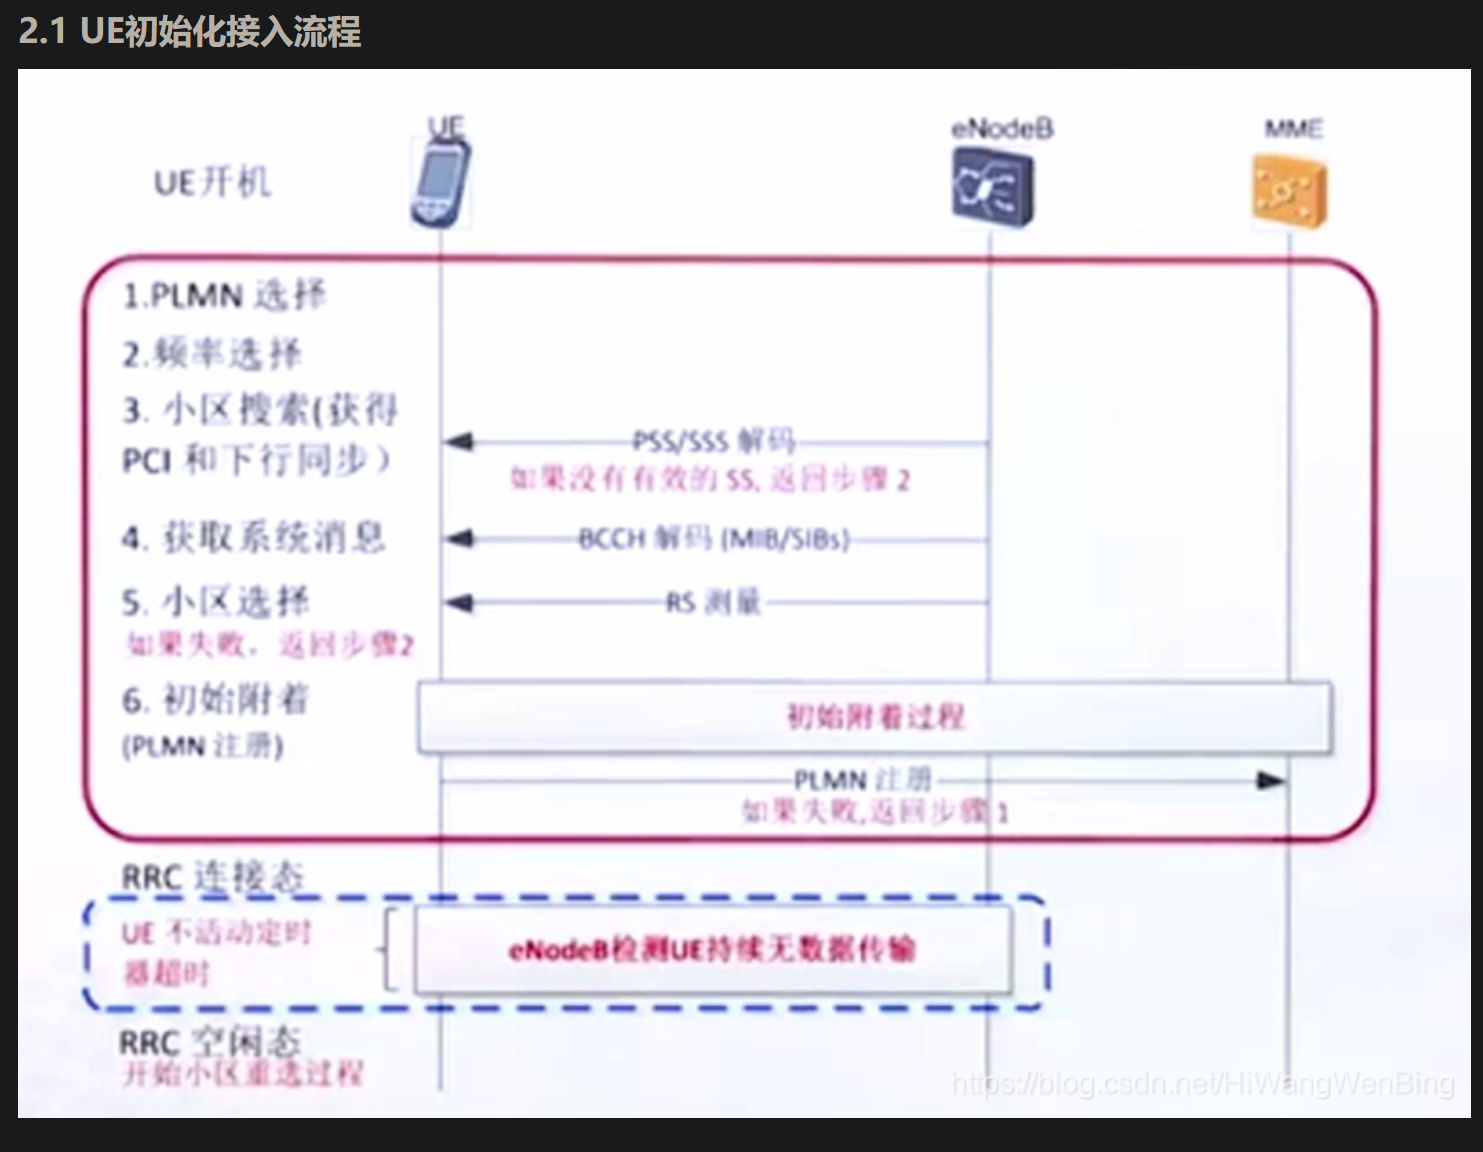 2.1 UE初始化接入流程
UE
eNodeB
MME
UE开机
1.PLMN 选择
2.频率选择
3. 小区搜索(获得
PCI 和下行同步）
PSS/SSS 解码
如果没有有效的 SS, 返回步骤 2
4. 获取系统消息
BCCH 解码 (MIB/SIBs)
5. 小区选择
RS 测量
如果失败，返回步骤2
6. 初始附着
(PLMN 注册)
初始附着过程
PLMN 注册
如果失败,返回步骤 1
RRC 连接态
UE 不活动定时
器超时
eNodeB检测UE持续无数据传输
RRC 空闲态
开始小区重选过程
https://blog.csdn.net/HiWangWenBing